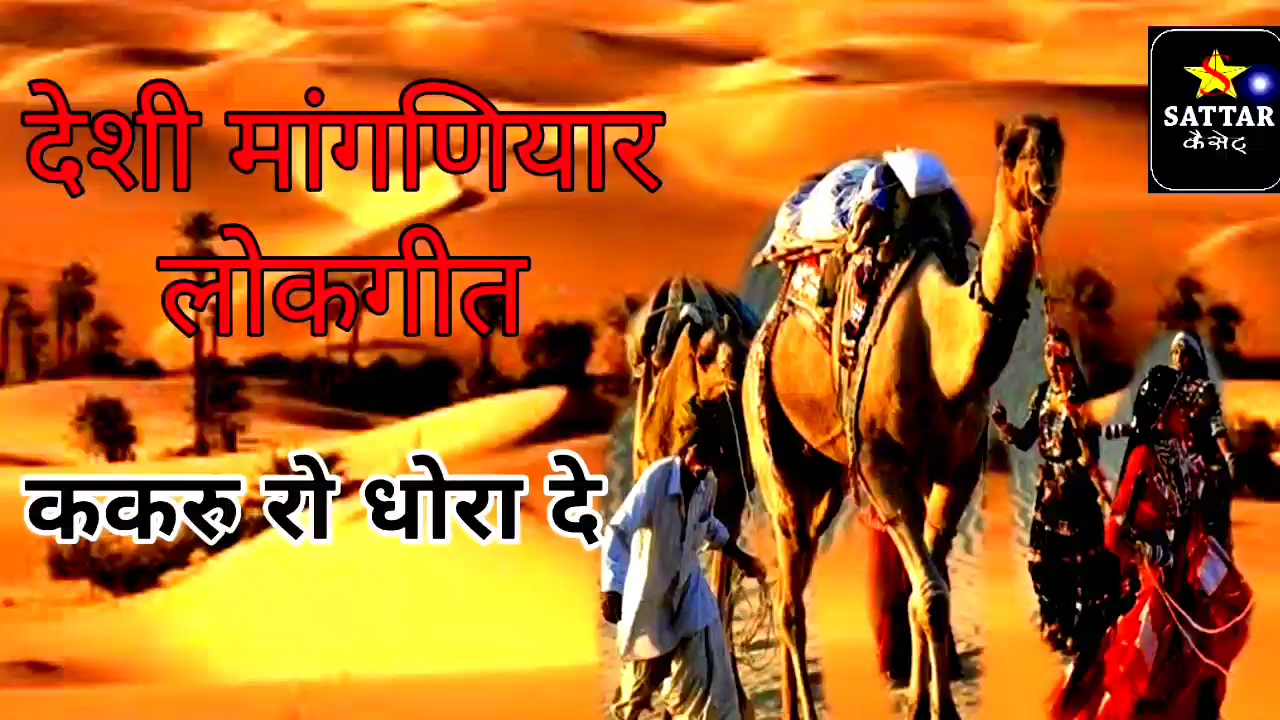 देशी मांगणियार
लोकगीत
ककरु रो धोरा दे
S
SATTAR
कैसेट्